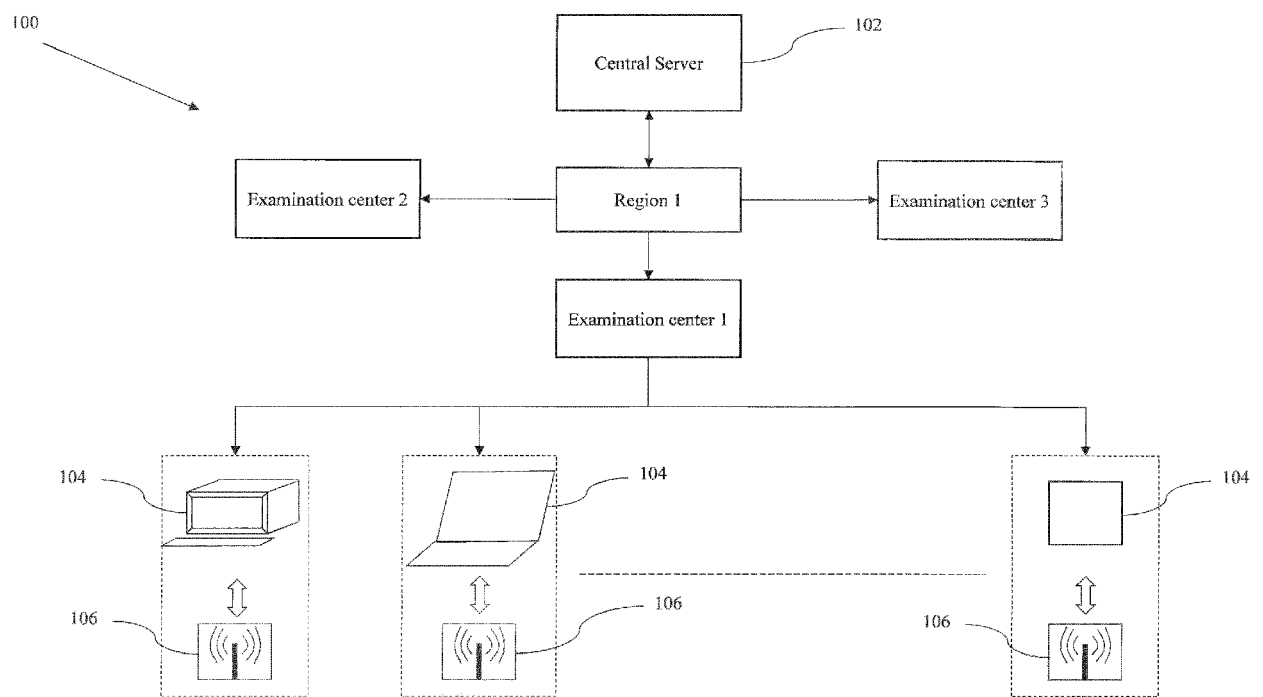 100
102
Central Server
Examination center 2
Region 1
Examination center 3
Examination center 1
104
104
104
106
106
106